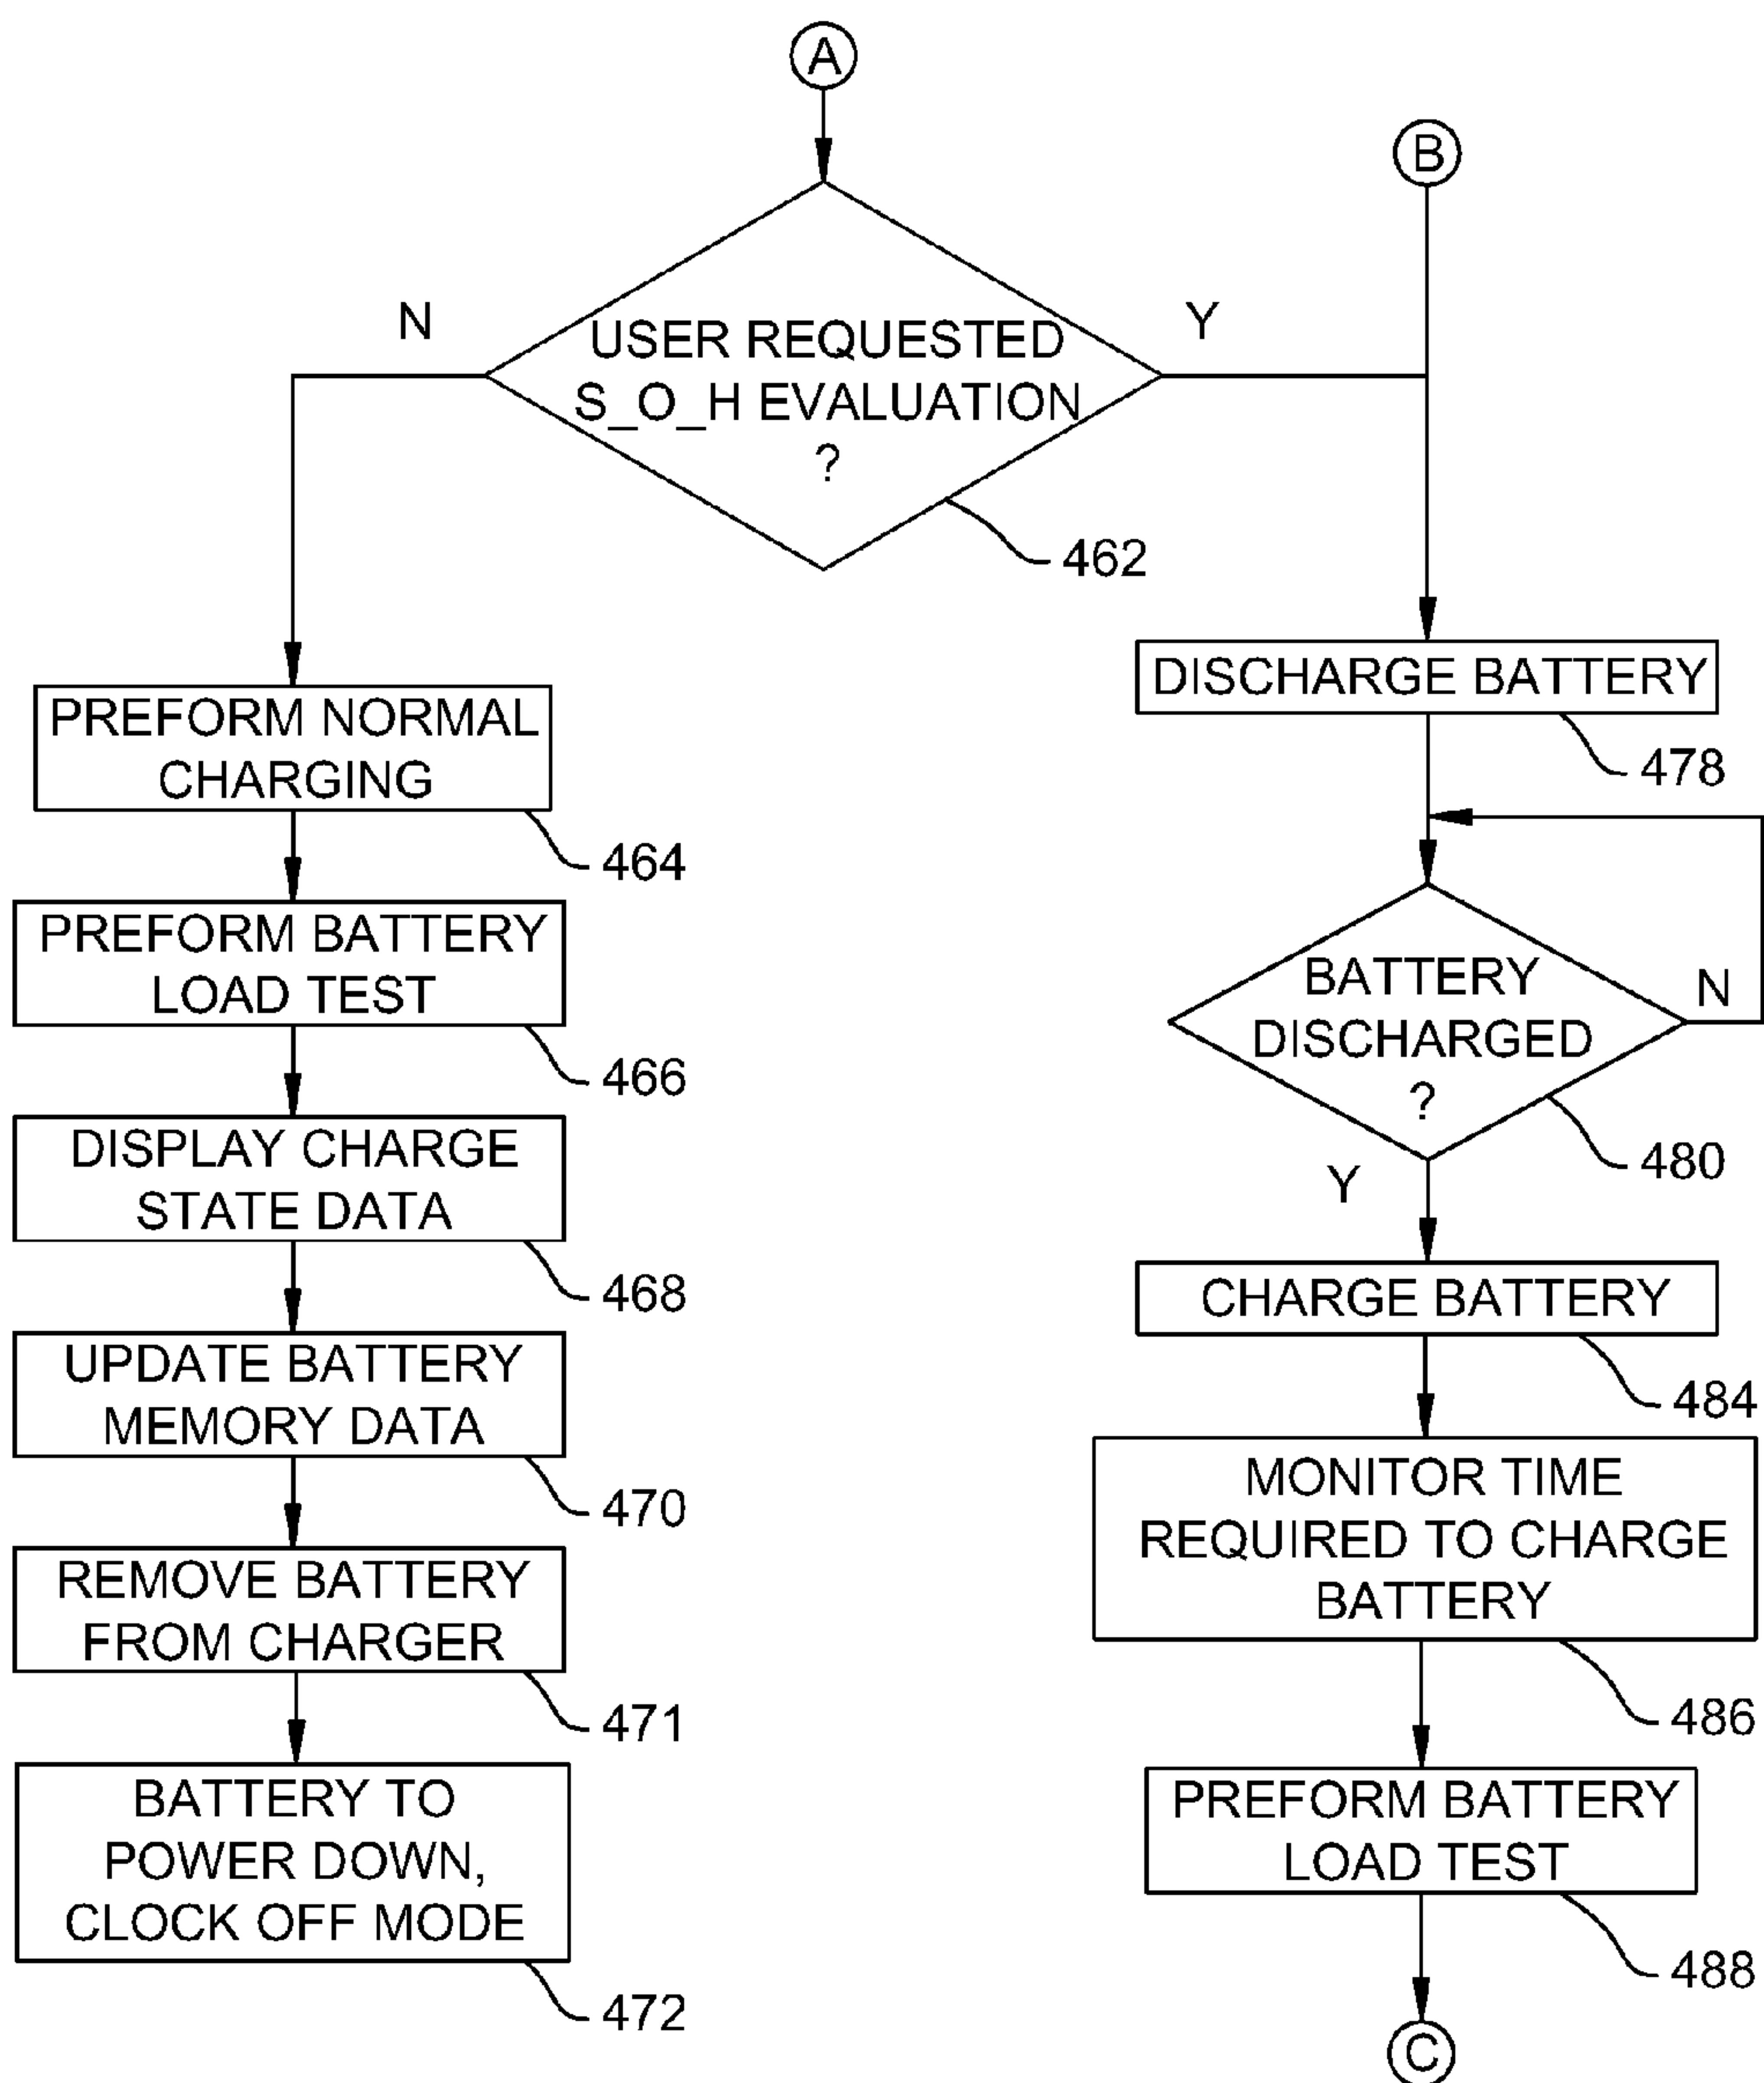 A
B
N
USER REQUESTED
S_O_H EVALUATION
?
Y
462
PREFORM NORMAL
CHARGING
464
PREFORM BATTERY
LOAD TEST
466
DISPLAY CHARGE
STATE DATA
468
UPDATE BATTERY
MEMORY DATA
470
REMOVE BATTERY
FROM CHARGER
471
BATTERY TO
POWER DOWN,
CLOCK OFF MODE
472
DISCHARGE BATTERY
478
BATTERY
DISCHARGED
?
N
480
Y
CHARGE BATTERY
484
MONITOR TIME
REQUIRED TO CHARGE
BATTERY
486
PREFORM BATTERY
LOAD TEST
488
C